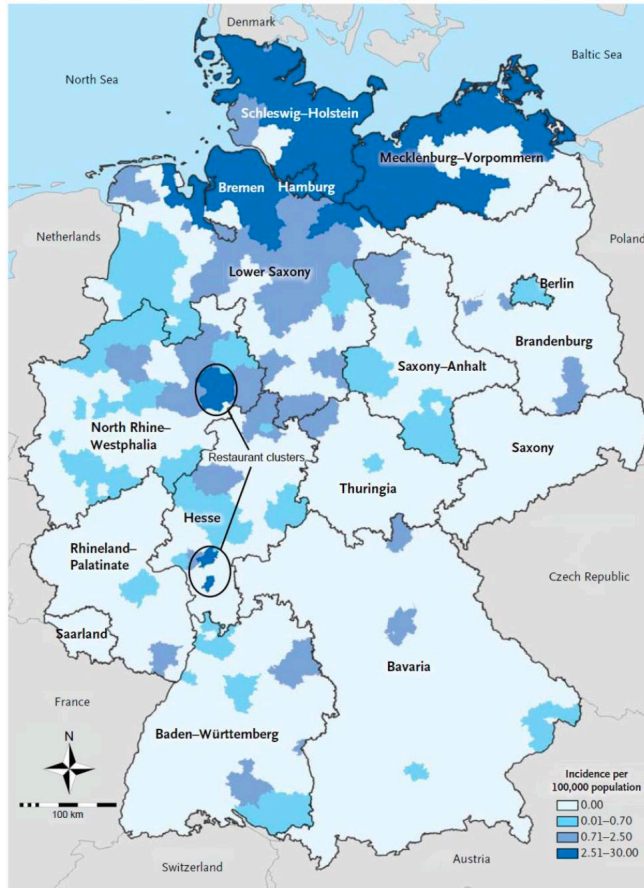 Denmark
North Sea
Baltic Sea
Schleswig–Holstein
Mecklenburg–Vorpommern
Bremen
Hamburg
Netherlands
Poland
Lower Saxony
Berlin
Brandenburg
Saxony–Anhalt
North Rhine–
Westphalia
Restaurant clusters
Saxony
Thuringia
Hesse
Rhineland–
Palatinate
Czech Republic
Saarland
Bavaria
France
N
Baden–Württemberg
100 km
Incidence per
100,000 population
0.00
0.01–0.70
0.71–2.50
2.51–30.00
Switzerland
Austria